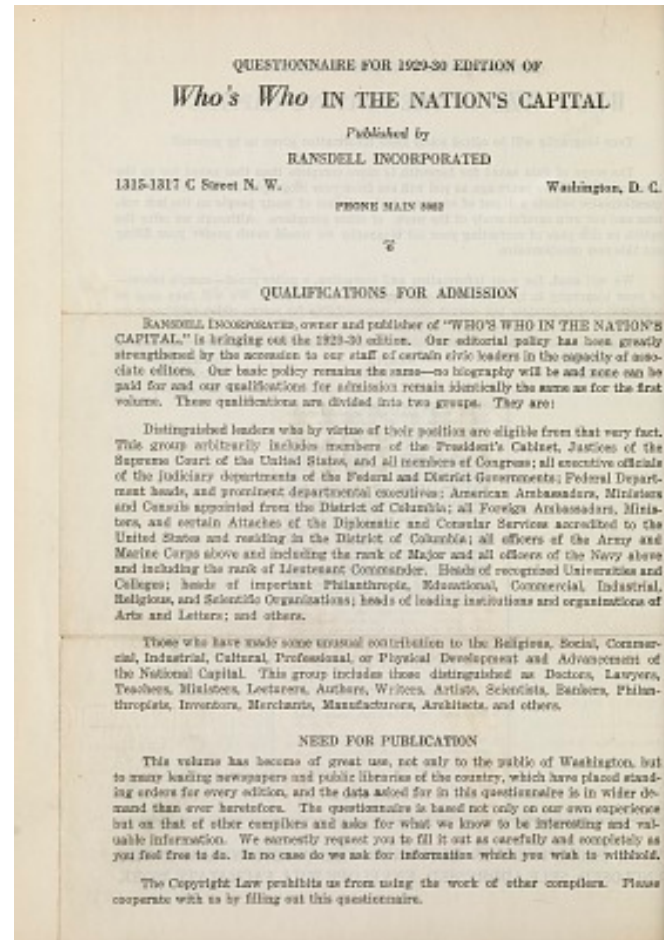 QUESTIONNAIRE FOR 1929-30 EDITION OF
Who's Who IN THE NATION'S CAPITAL
Published by
RANSDELL INCORPORATED
1315-1317 C Street N. W. Washington, D. C.
PHONE MAIN
QUALIFICATIONS FOR ADMISSION
RANSDELL INCORPORATED, owner and publisher of "WHO'S WHO IN THE NATION'S
CAPITAL," is bringing out the 1929-30 edition. Our editorial policy has been greatly
strengthened by the accession to our staff of certain civic leaders in the capacity of asso-
ciate editors. Our basic policy remains the same—no biography will be and none can be
paid for and our qualifications for admission remain identically the same as for the first
volume. These qualifications are divided into two groups. They are:
Distinguished leaders who by virtue of their position are eligible from that very fact.
This group arbitrarily includes members of the President's Cabinet, Justices of the
Supreme Court of the United States, and all members of Congress; all executive officials
of the judiciary departments of the Federal and District Governments; Federal Depart-
ment heads, and prominent departmental executives; American Ambassadors, Ministers
and Consuls appointed from the District of Columbia; all Foreign Ambassadors, Minis-
ters, and certain Attaches of the Diplomatic and Consular Services accredited to the
United States and residing in the District of Columbia; all officers of the Army and
Marine Corps above and including the rank of Major and all officers of the Navy above
and including the rank of Lieutenant Commander. Heads of recognized Universities and
Colleges; heads of important Philanthropic, Educational, Commercial, Industrial,
Religious, and Scientific Organizations; heads of leading institutions and organizations of
Arts and Letters; and others.
Those who have made some unusual contribution to the Religious, Social, Commer-
cial, Industrial, Cultural, Professional, or Physical Development and Advancement of
the National Capital. This group includes those distinguished as Doctors, Lawyers,
Teachers, Ministers, Lecturers, Authors, Writers, Artists, Scientists, Bankers, Philan-
thropists, Inventors, Merchants, Manufacturers, Architects, and others.
NEED FOR PUBLICATION
This volume has become of great use, not only to the public of Washington, but
to many leading newspapers and public libraries of the country, which have placed stand-
ing orders for every edition, and the data asked for in this questionnaire is in wider de-
mand than ever heretofore. The questionnaire is based not only on our own experience
but on that of other compilers and asks for what we know to be interesting and val-
uable information. We earnestly request you to fill it out as carefully and completely as
you feel free to do. In no case do we ask for information which you wish to withhold.
The Copyright Law prohibits us from using the work of other compilers. Please
cooperate with us by filling out this questionnaire.